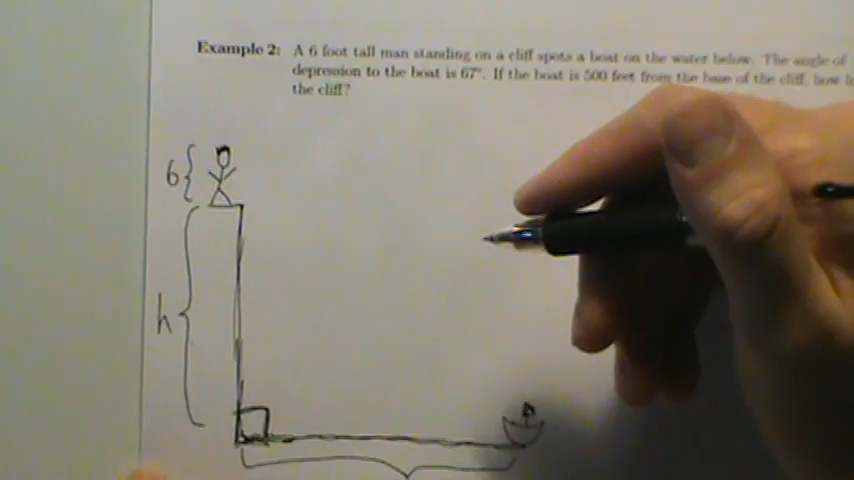 Example 2: A 6 foot tall man standing on a cliff spots a boat on the water below. The angle of
depression to the boat is 67°. If the boat is 500 feet from the base of the cliff, how
the cliff?
6
h